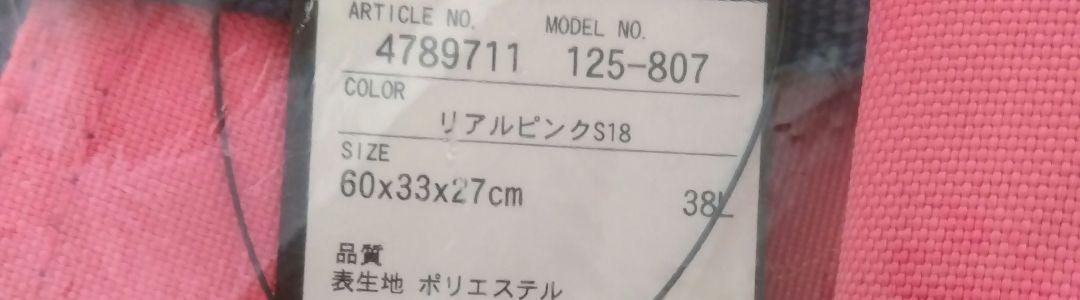 ARTICLE NO. MODEL NO.
4789711 125-807
COLOR
リアルピンクS18
SIZE
60x33x27cm 38L
品質
表生地 ポリエステル